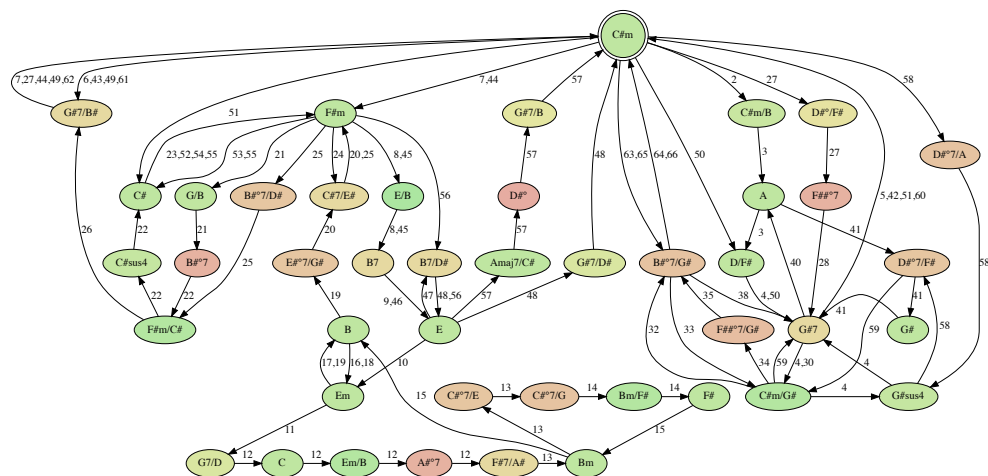 C#m
7,27,44,49,62
6,43,49,61
7,44
57
2
27
58
G#7/B#
51
F#m
G#7/B
C#m/B
D#°/F#
D#°7/A
23,52,54,55
53,55
21
25
24
20,25
8,45
56
57
48
63,65
64,66
50
3
27
5,42,51,60
C#
G/B
B#°7/D#
C#7/E#
E/B
D#°
A
F##°7
26
22
21
20
8,45
57
3
41
58
C#sus4
B#°7
E#°7/G#
B7
B7/D#
Amaj7/C#
G#7/D#
B#°7/G#
D/F#
D#°7/F#
22
22
25
19
9,46
47
48,56
57
48
38
4,50
40
28
35
41
F#m/C#
B
E
F##°7/G#
G#7
41
G#
17,19
16,18
10
32
33
34
59
4,30
59
58
4
Em
15
C#°7/E
13
C#°7/G
14
Bm/F#
14
F#
C#m/G#
4
G#sus4
11
13
15
G7/D
12
C
12
Em/B
12
A#°7
12
F#7/A#
13
Bm